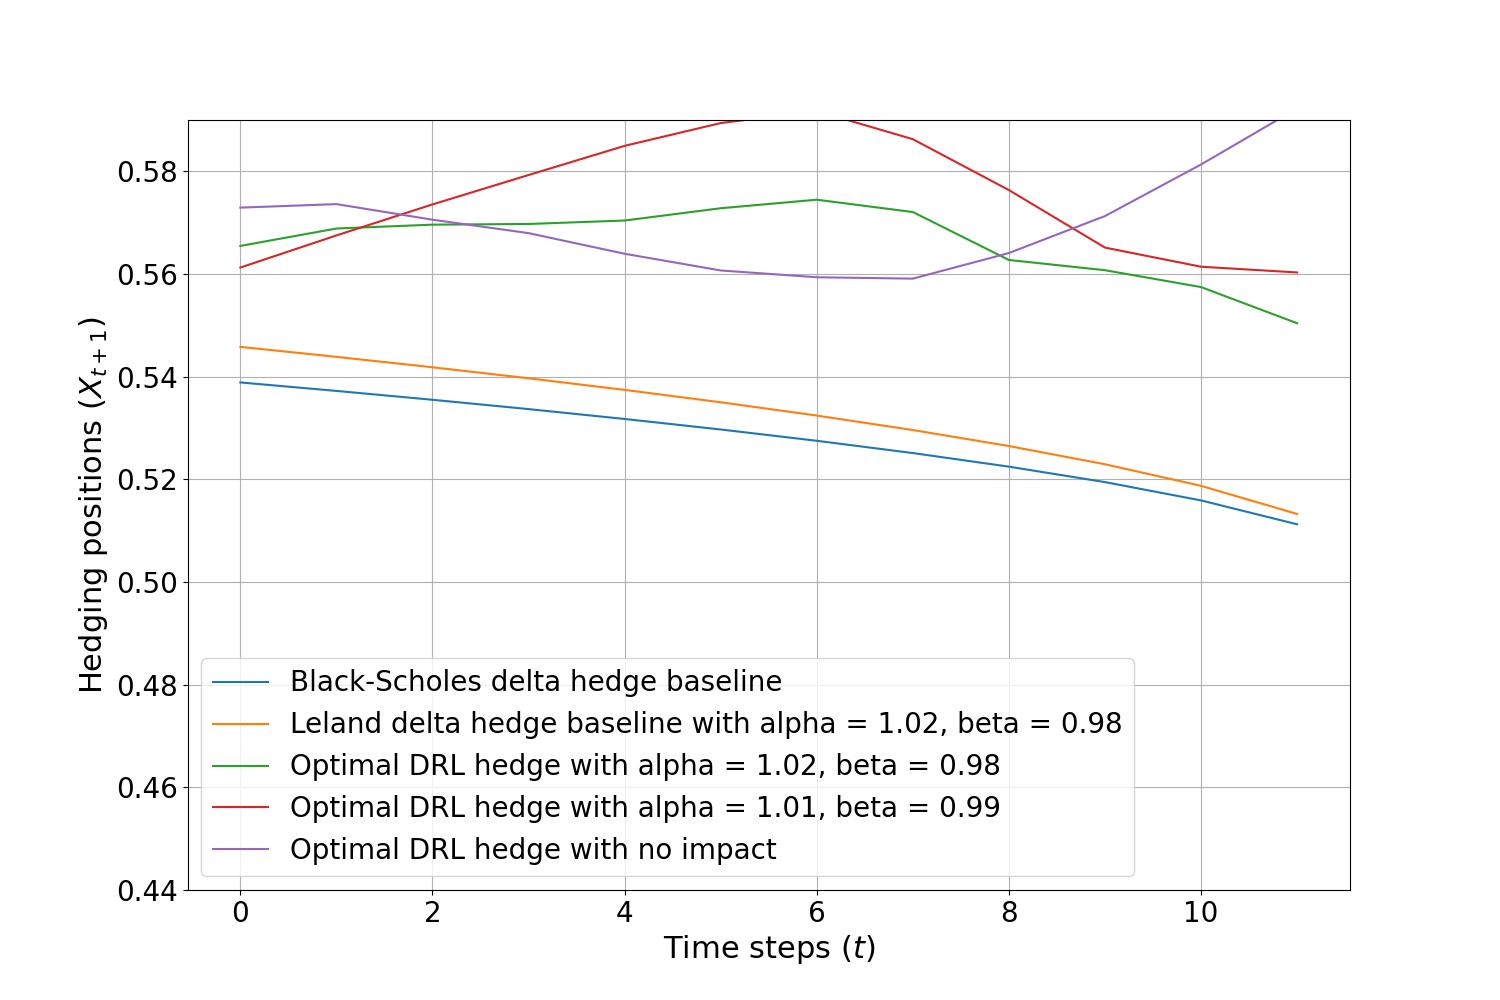 0.58
0.56
0.54
0.52
0.50
0.48
0.46
0.44
Hedging positions (X_{t+1})
Black-Scholes delta hedge baseline
Leland delta hedge baseline with alpha = 1.02, beta = 0.98
Optimal DRL hedge with alpha = 1.02, beta = 0.98
Optimal DRL hedge with alpha = 1.01, beta = 0.99
Optimal DRL hedge with no impact
0 2 4 6 8 10
Time steps (t)